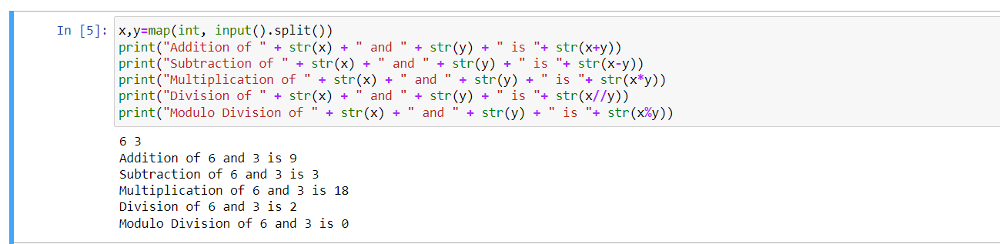 In [5]: x,y=map(int, input().split())
print("Addition of " + str(x) + " and " + str(y) + " is "+ str(x+y))
print("Subtraction of " + str(x) + " and " + str(y) + " is "+ str(x-y))
print("Multiplication of " + str(x) + " and " + str(y) + " is "+ str(x*y))
print("Division of " + str(x) + " and " + str(y) + " is "+ str(x//y))
print("Modulo Division of " + str(x) + " and " + str(y) + " is "+ str(x%y))
6 3
Addition of 6 and 3 is 9
Subtraction of 6 and 3 is 3
Multiplication of 6 and 3 is 18
Division of 6 and 3 is 2
Modulo Division of 6 and 3 is 0